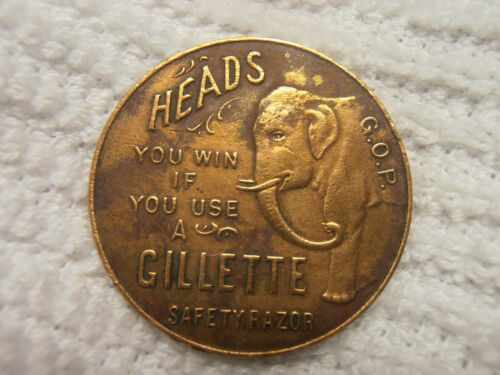 HEADS
YOU WIN
IF
YOU USE
A
GILLETTE
SAFETY RAZOR
G.O.P.